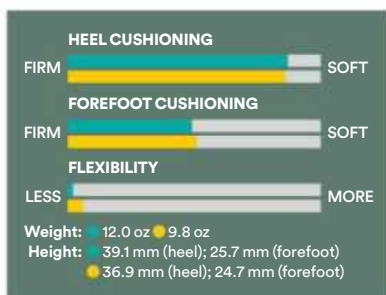 HEEL CUSHIONING
FIRM SOFT
FOREFOOT CUSHIONING
FIRM SOFT
FLEXIBILITY
LESS MORE
Weight: 12.0 oz 9.8 oz
Height: 39.1 mm (heel); 25.7 mm (forefoot)
36.9 mm (heel); 24.7 mm (forefoot)